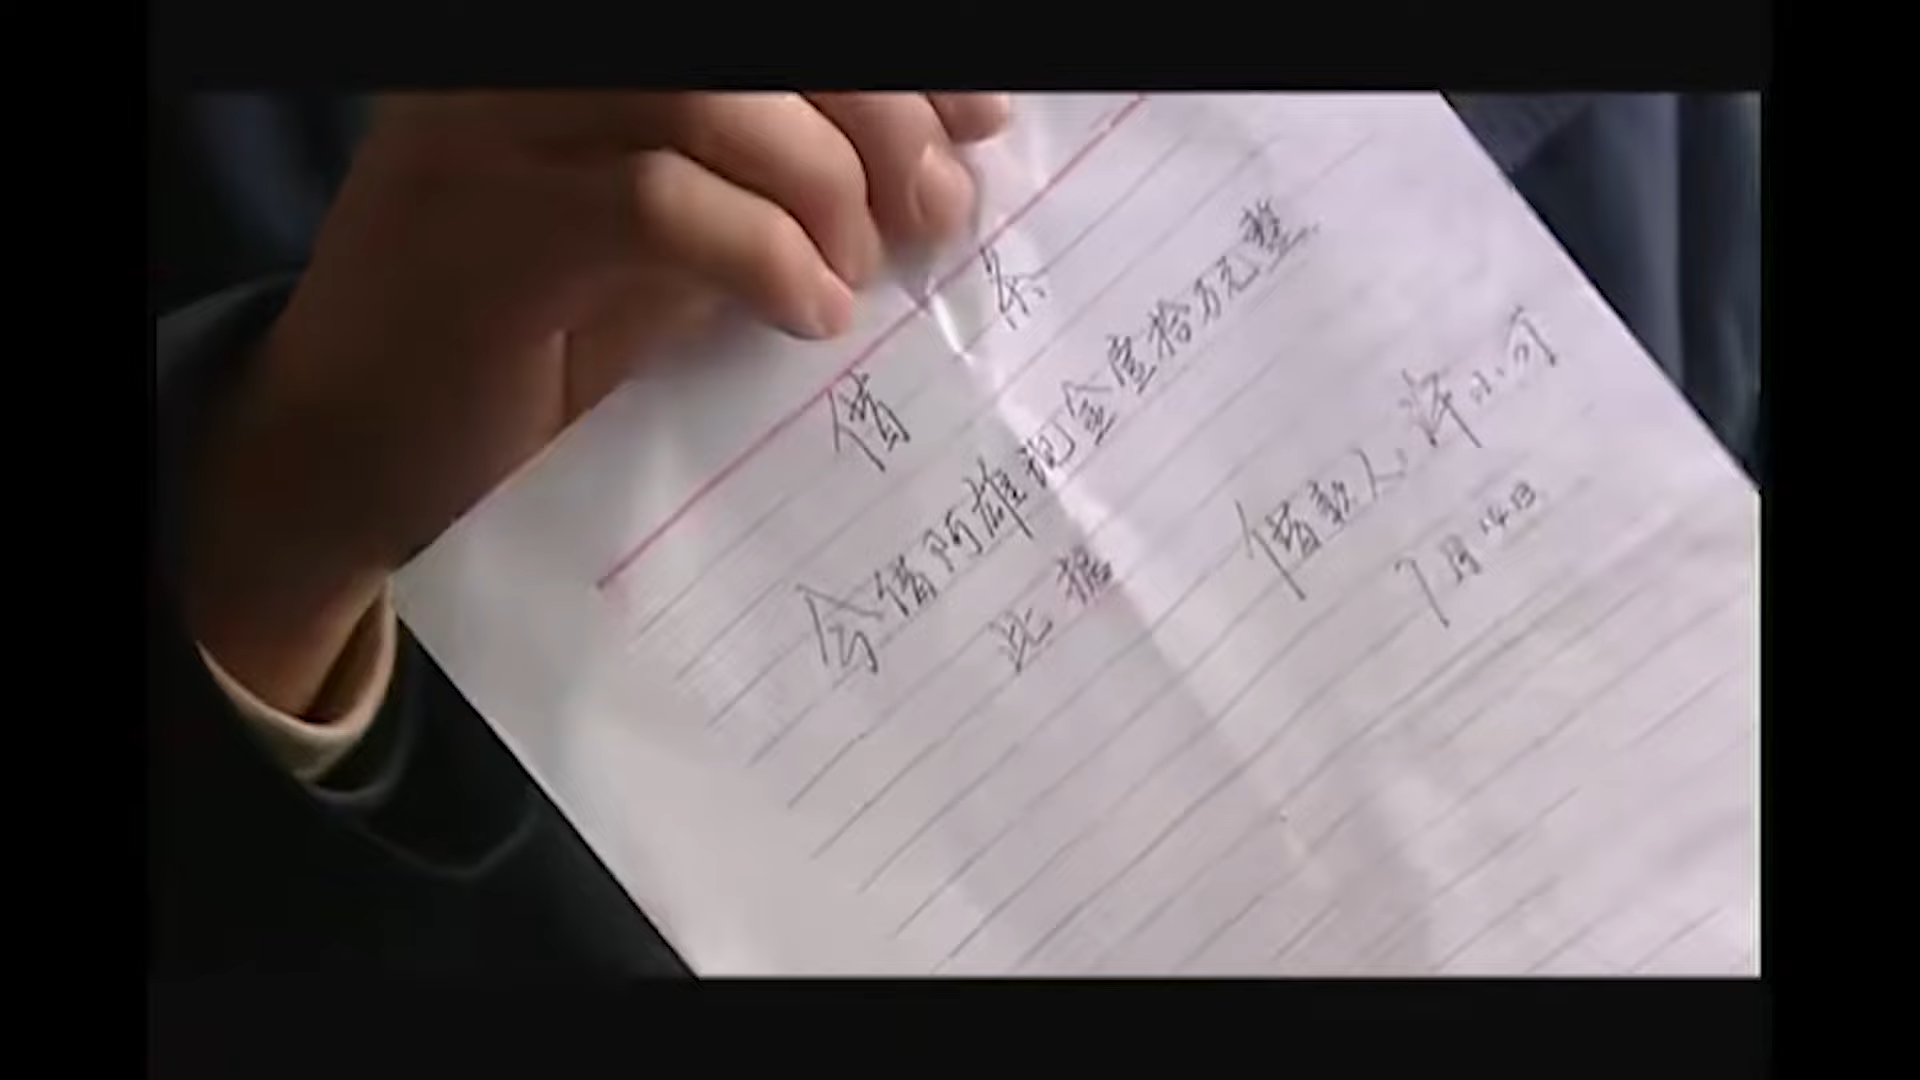 借 条
今借阿雄现金壹拾万元整
此据
借款人:许小可
7月14日